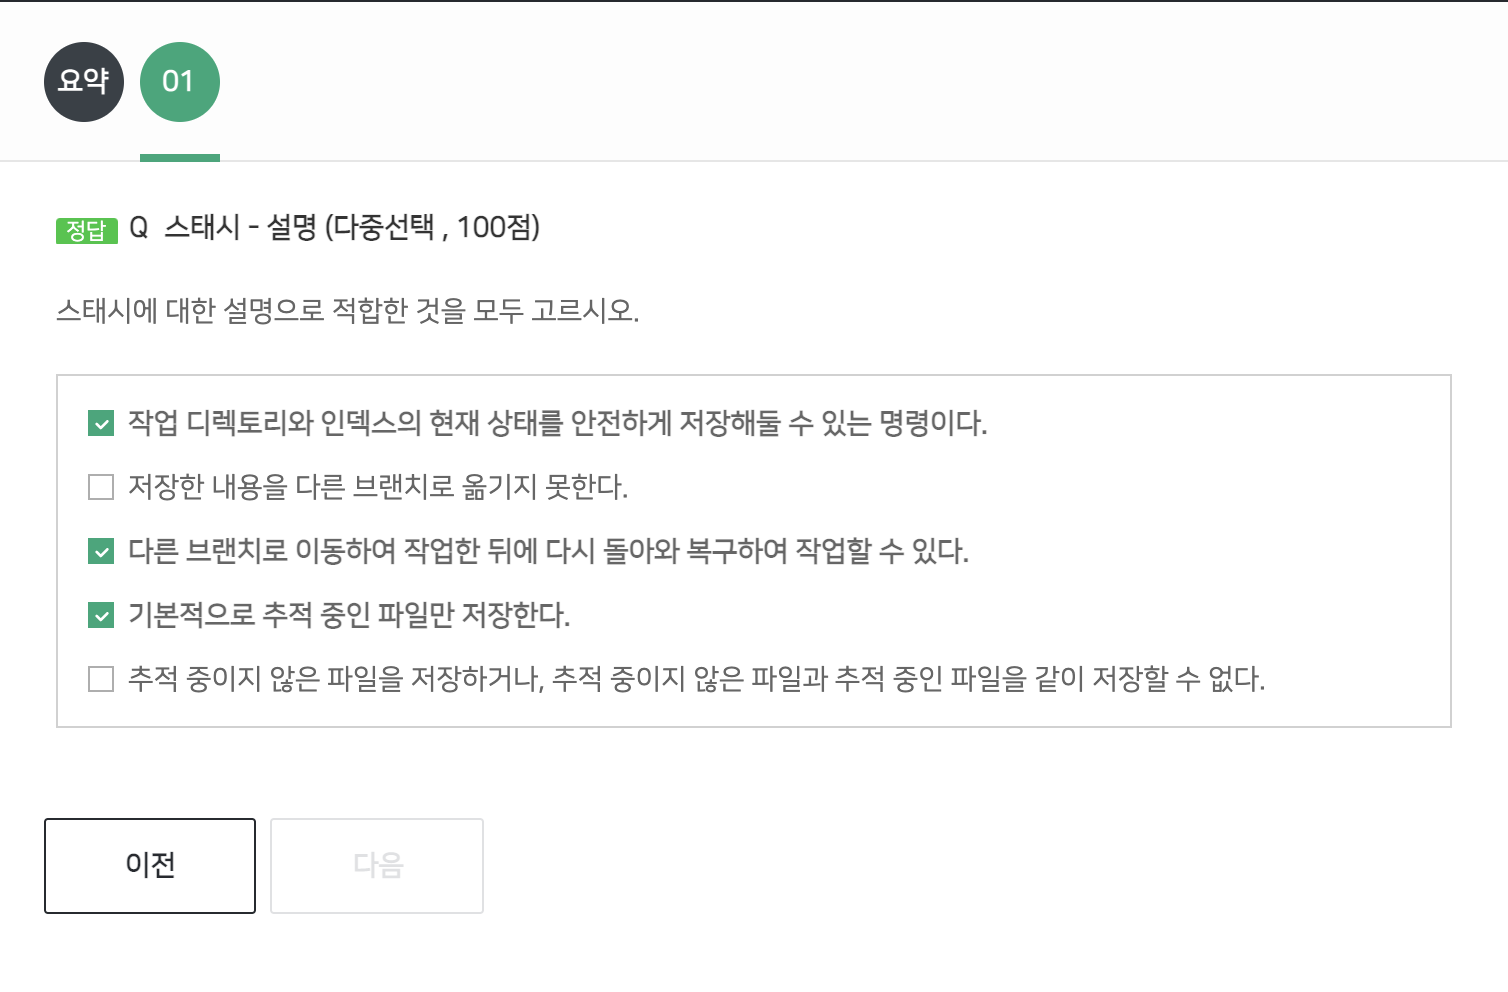 요약 01
정답 Q 스태시 - 설명 (다중선택 , 100점)
스태시에 대한 설명으로 적합한 것을 모두 고르시오.
작업 디렉토리와 인덱스의 현재 상태를 안전하게 저장해둘 수 있는 명령이다.
저장한 내용을 다른 브랜치로 옮기지 못한다.
다른 브랜치로 이동하여 작업한 뒤에 다시 돌아와 복구하여 작업할 수 있다.
기본적으로 추적 중인 파일만 저장한다.
추적 중이지 않은 파일을 저장하거나, 추적 중이지 않은 파일과 추적 중인 파일을 같이 저장할 수 없다.
이전 다음